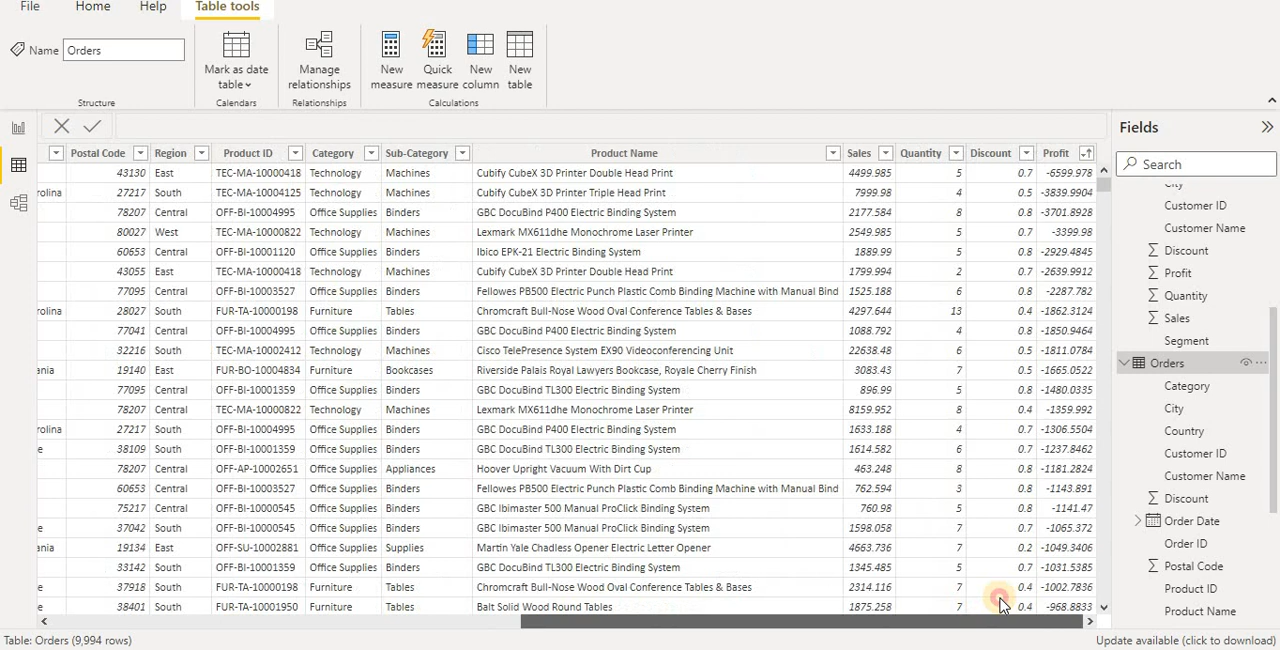 File Home Help Table tools
Name Orders
Mark as date table
Manage relationships
New measure
Quick measure
New column
New table
Structure Calendars Relationships Calculations
Postal Code Region Product ID Category Sub-Category Product Name Sales Quantity Discount Profit
43130 East TEC-MA-10000418 Technology Machines Cubify CubeX 3D Printer Double Head Print 4499.985 5 0.7 -6599.978
rolina 27217 South TEC-MA-10004125 Technology Machines Cubify CubeX 3D Printer Triple Head Print 7999.98 4 0.5 -3839.9904
78207 Central OFF-BI-10004995 Office Supplies Binders GBC DocuBind P400 Electric Binding System 2177.584 8 0.8 -3701.8928
80027 West TEC-MA-10000822 Technology Machines Lexmark MX611dhe Monochrome Laser Printer 2549.985 5 0.7 -3399.98
60653 Central OFF-BI-10001120 Office Supplies Binders Ibico EPK-21 Electric Binding System 1889.99 5 0.8 -2929.4845
43055 East TEC-MA-10000418 Technology Machines Cubify CubeX 3D Printer Double Head Print 1799.994 2 0.7 -2639.9912
77095 Central OFF-BI-10003527 Office Supplies Binders Fellowes PB500 Electric Punch Plastic Comb Binding Machine with Manual Bind 1525.188 6 0.8 -2287.782
rolina 28027 South FUR-TA-10000198 Furniture Tables Chromcraft Bull-Nose Wood Oval Conference Tables & Bases 4297.644 13 0.4 -1862.3124
77041 Central OFF-BI-10004995 Office Supplies Binders GBC DocuBind P400 Electric Binding System 1088.792 4 0.8 -1850.9464
32216 South TEC-MA-10002412 Technology Machines Cisco TelePresence System EX90 Videoconferencing Unit 22638.48 6 0.5 -1811.0784
ania 19140 East FUR-BO-10004834 Furniture Bookcases Riverside Palais Royal Lawyers Bookcase, Royale Cherry Finish 3083.43 7 0.5 -1665.0522
77095 Central OFF-BI-10001359 Office Supplies Binders GBC DocuBind TL300 Electric Binding System 896.99 5 0.8 -1480.0335
78207 Central TEC-MA-10000822 Technology Machines Lexmark MX611dhe Monochrome Laser Printer 8159.952 8 0.4 -1359.992
rolina 27217 South OFF-BI-10004995 Office Supplies Binders GBC DocuBind P400 Electric Binding System 1633.188 4 0.7 -1306.5504
e 38109 South OFF-BI-10001359 Office Supplies Binders GBC DocuBind TL300 Electric Binding System 1614.582 6 0.7 -1237.8462
78207 Central OFF-AP-10002651 Office Supplies Appliances Hoover Upright Vacuum With Dirt Cup 463.248 8 0.8 -1181.2824
60653 Central OFF-BI-10003527 Office Supplies Binders Fellowes PB500 Electric Punch Plastic Comb Binding Machine with Manual Bind 762.594 3 0.8 -1143.891
75217 Central OFF-BI-10000545 Office Supplies Binders GBC Ibimaster 500 Manual ProClick Binding System 760.98 5 0.8 -1141.47
e 37042 South OFF-BI-10000545 Office Supplies Binders GBC Ibimaster 500 Manual ProClick Binding System 1598.058 7 0.7 -1065.372
ania 19134 East OFF-SU-10002881 Office Supplies Supplies Martin Yale Chadless Opener Electric Letter Opener 4663.736 7 0.2 -1049.3406
33142 South OFF-BI-10001359 Office Supplies Binders GBC DocuBind TL300 Electric Binding System 1345.485 5 0.7 -1031.5385
e 37918 South FUR-TA-10000198 Furniture Tables Chromcraft Bull-Nose Wood Oval Conference Tables & Bases 2314.116 7 0.4 -1002.7836
e 38401 South FUR-TA-10001950 Furniture Tables Balt Solid Wood Round Tables 1875.258 7 0.4 -968.8833
Table: Orders (9,994 rows)
Fields
Search
City
Customer ID
Customer Name
Discount
Profit
Quantity
Sales
Segment
Orders
Category
City
Country
Customer ID
Customer Name
Discount
Order Date
Order ID
Postal Code
Product ID
Product Name
Update available (click to download)